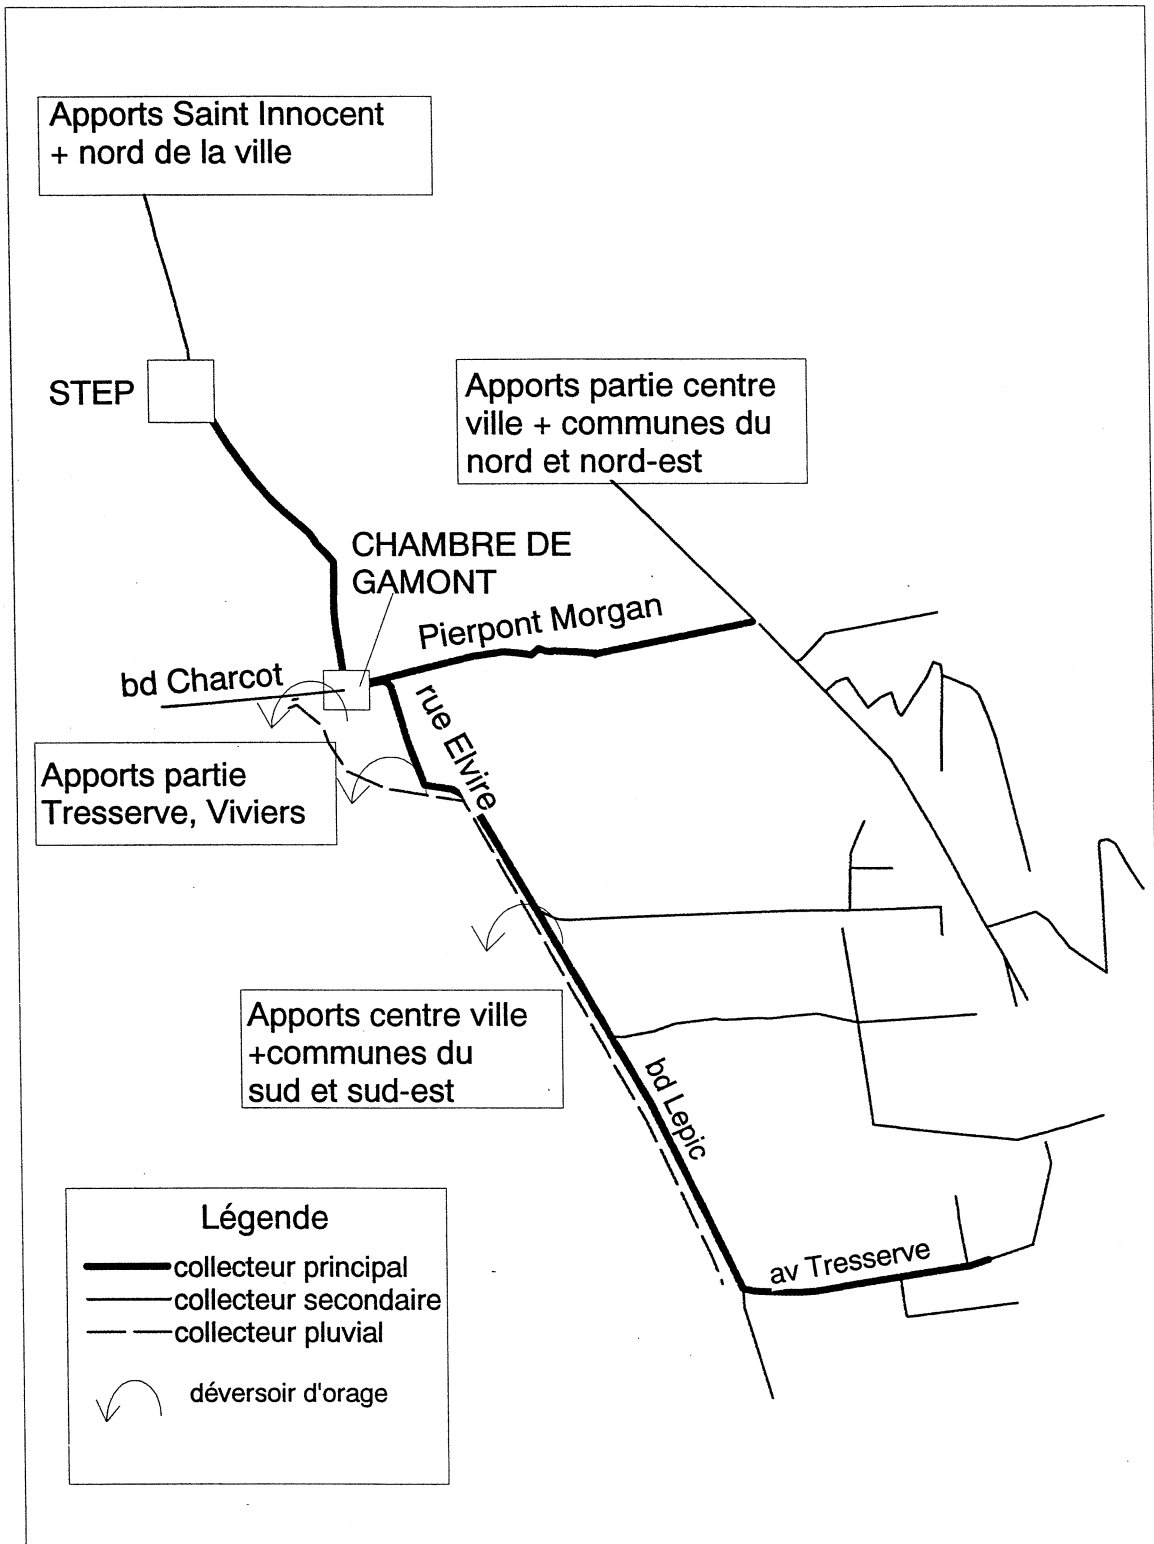 Apports Saint Innocent
+ nord de la ville
STEP
Apports partie centre
ville + communes du
nord et nord-est
CHAMBRE DE
GAMONT
Pierpont Morgan
bd Charcot
rue Elvire
Apports partie
Tresserve, Viviers
Apports centre ville
+communes du
sud et sud-est
bd Lepic
av Tresserve
Légende
collecteur principal
collecteur secondaire
collecteur pluvial
déversoir d'orage